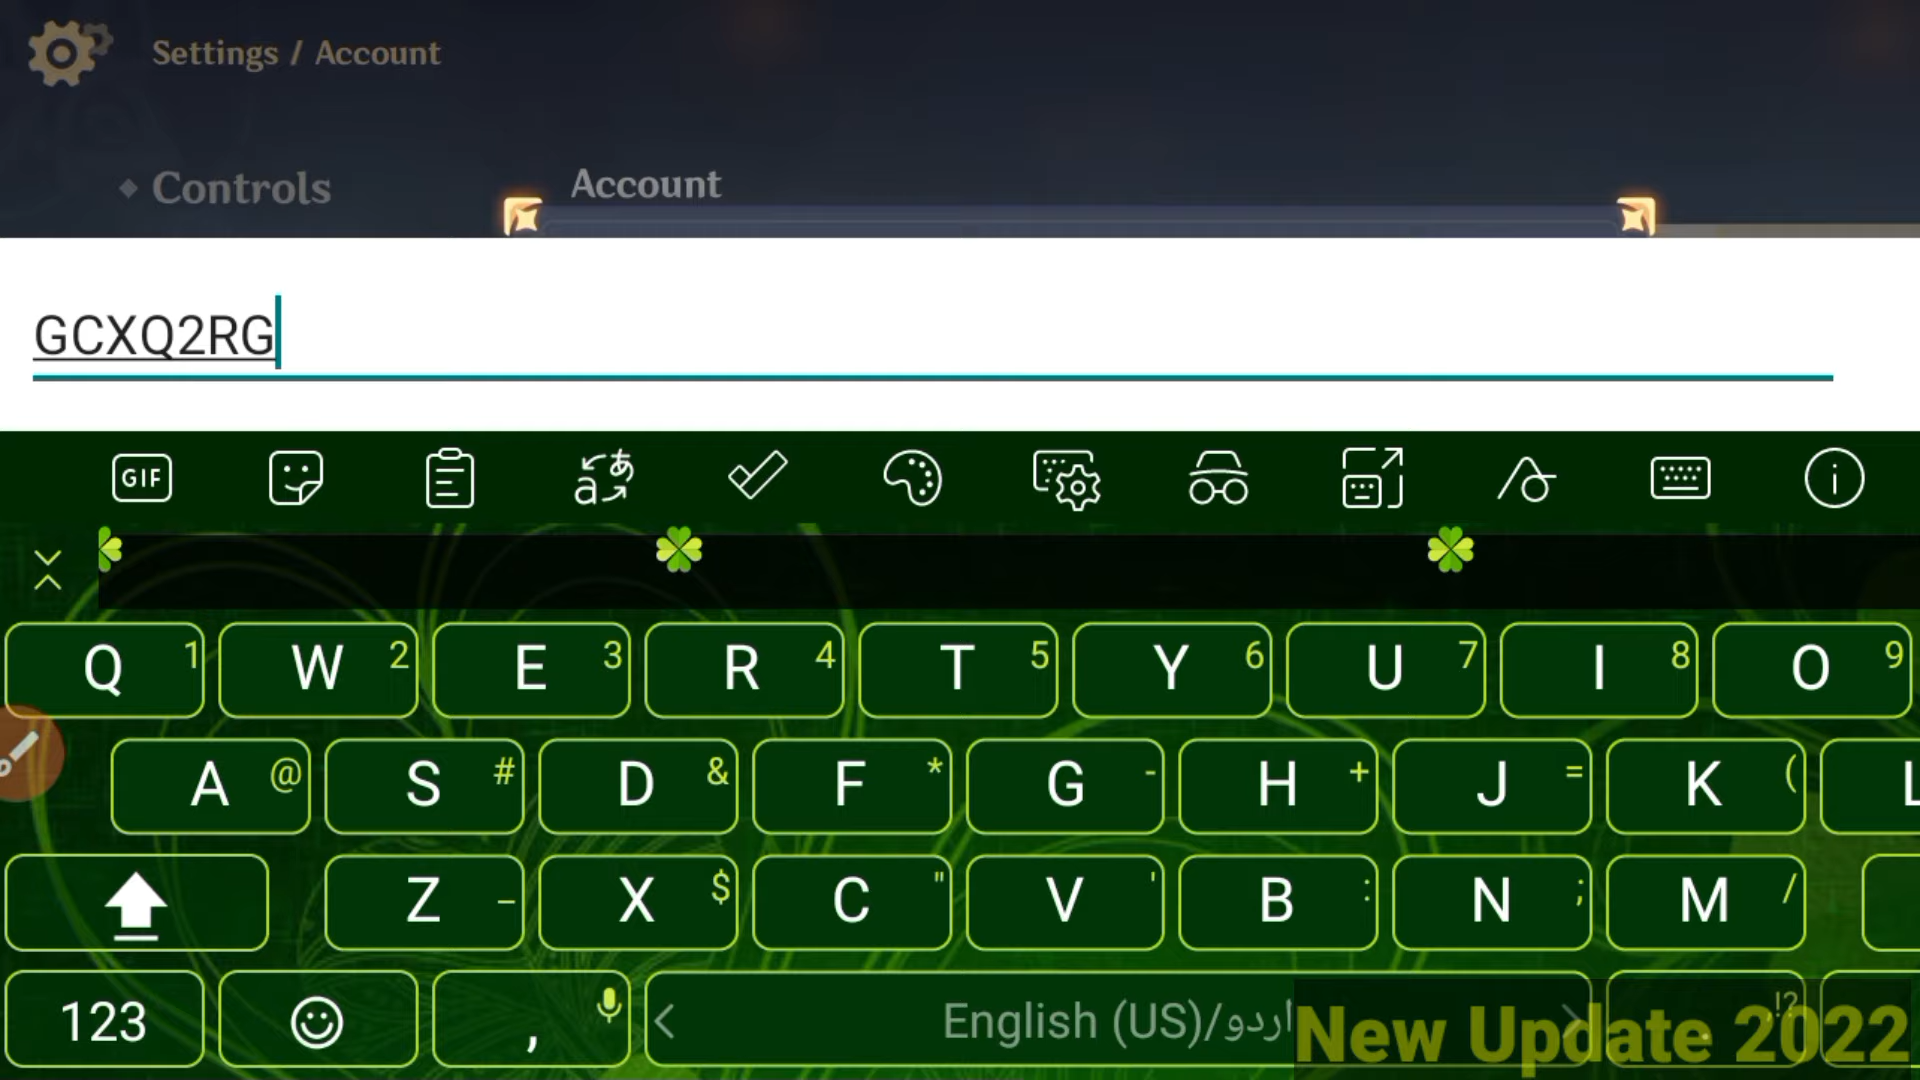 Settings / Account
Controls
Account
GCXQ2RG
GIF
a あ
i
Q 1 W 2 E 3 R 4 T 5 Y 6 U 7 I 8 O 9
A @ S # D & F * G - H + J = K ( L
Z _ X $ C " V ' B : N ; M /
123 , < English (US)/اردو > . !?
New Update 2022